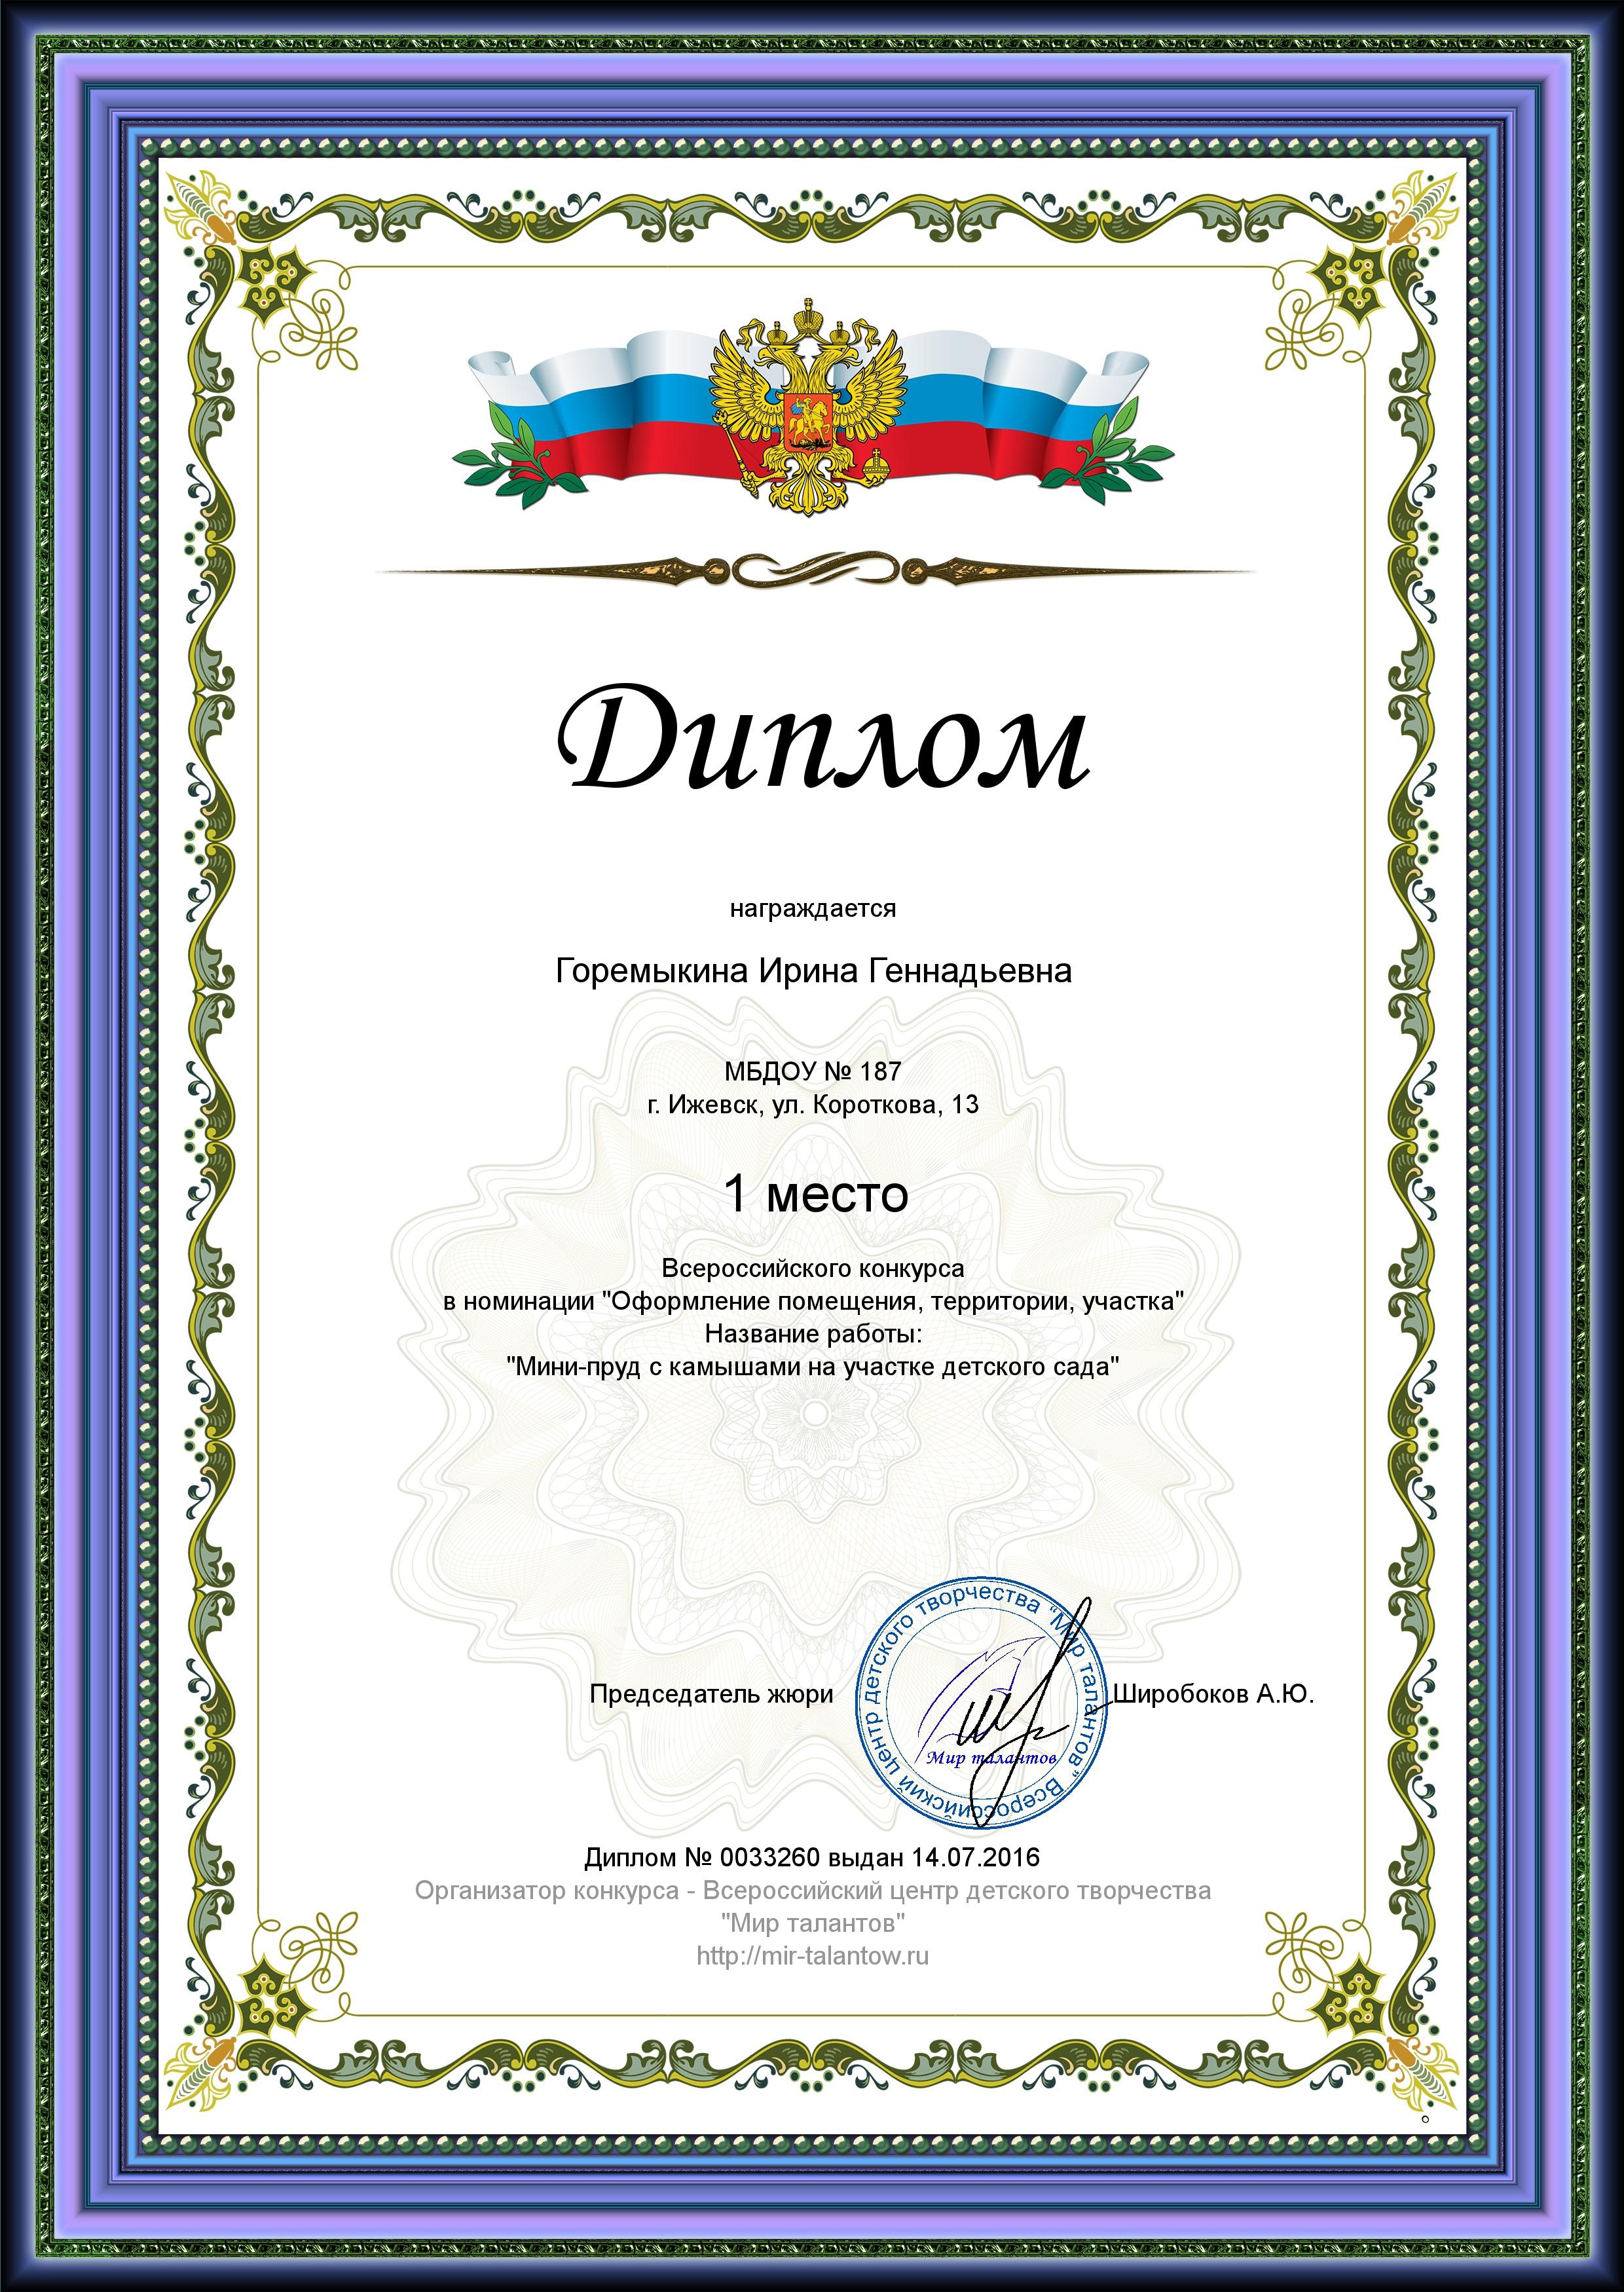 Диплом
награждается
Горемыкина Ирина Геннадьевна
МБДОУ № 187
г. Ижевск, ул. Короткова, 13
1 место
Всероссийского конкурса
в номинации "Оформление помещения, территории, участка"
Название работы:
"Мини-пруд с камышами на участке детского сада"
Всероссийский центр детского творчества "Мир талантов"
Мир талантов
Председатель жюри Широбоков А.Ю.
Диплом № 0033260 выдан 14.07.2016
Организатор конкурса - Всероссийский центр детского творчества
"Мир талантов"
http://mir-talantow.ru